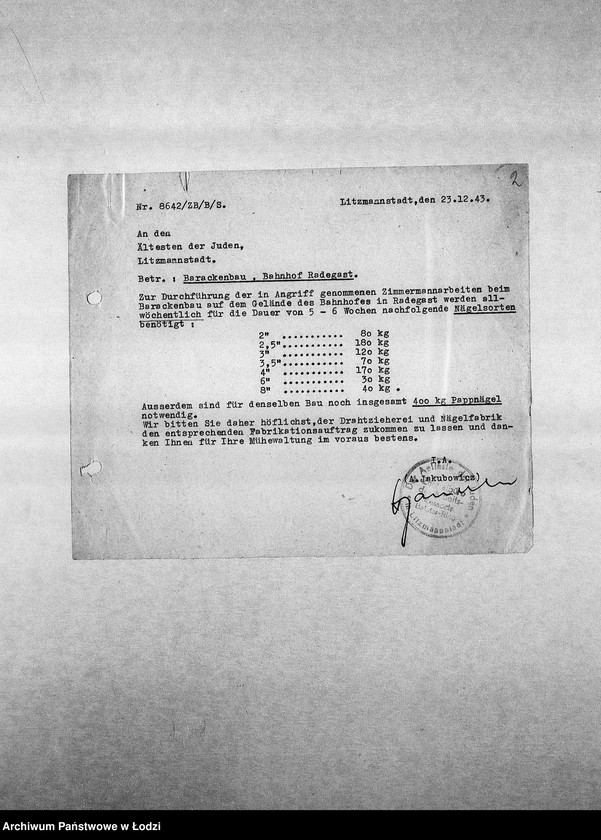 2
Nr. 8642/ZB/B/S. Litzmannstadt,den 23.12.43.
An den
Ältesten der Juden,
Litzmannstadt.
Betr. : Barackenbau , Bahnhof Radegast.
Zur Durchführung der in Angriff genommenen Zimmermannarbeiten beim
Barackenbau auf dem Gelände des Bahnhofes in Radegast werden all-
wöchentlich für die Dauer von 5 - 6 Wochen nachfolgende Nägelsorten
benötigt :
2" ........... 80 kg
2,5"........... 180 kg
3" ........... 120 kg
3,5"........... 70 kg
4" ........... 170 kg
6" ........... 30 kg
8" ........... 40 kg .
Ausserdem sind für denselben Bau noch insgesamt 400 kg Pappnägel
notwendig.
Wir bitten Sie daher höflichst,der Drahtzieherei und Nägelfabrik
den entsprechenden Fabrikationsauftrag zukommen zu lassen und dan-
ken Ihnen für Ihre Mühewaltung im voraus bestens.
I.A.
(A.Jakubowicz)
Der Aelteste der Juden
Litzmannstadt
Archiwum Państwowe w Łodzi